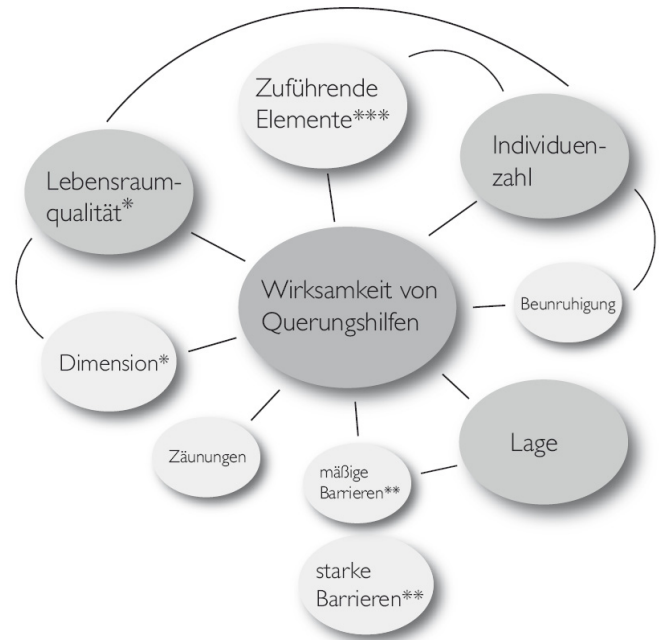 Zuführende
Elemente***
Individuen-
zahl
Lebensraum-
qualität*
Wirksamkeit von
Querungshilfen
Beunruhigung
Dimension*
Lage
Zäunungen
mäßige
Barrieren**
starke
Barrieren**